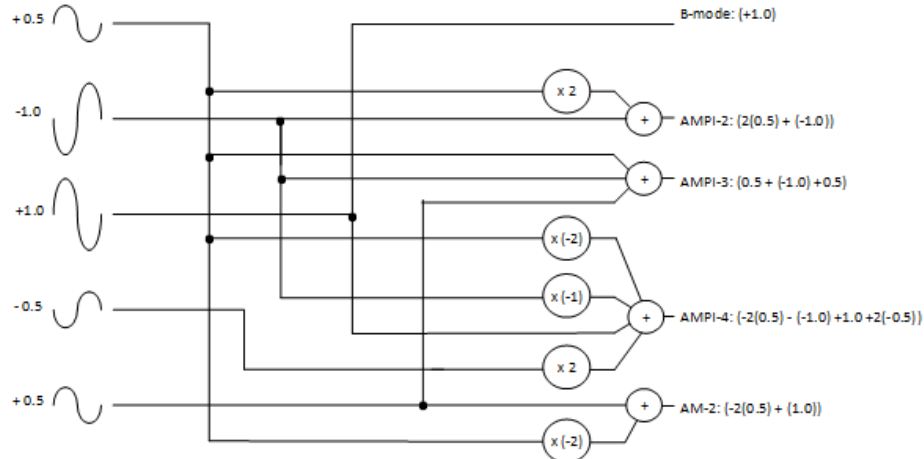 + 0.5
B-mode: (+1.0)
x 2
-1.0
+
AMPI-2: (2(0.5) + (-1.0))
+
AMPI-3: (0.5 + (-1.0) +0.5)
+1.0
x (-2)
x (-1)
- 0.5
+
AMPI-4: (-2(0.5) - (-1.0) +1.0 +2(-0.5))
x 2
+ 0.5
+
AM-2: (-2(0.5) + (1.0))
x (-2)